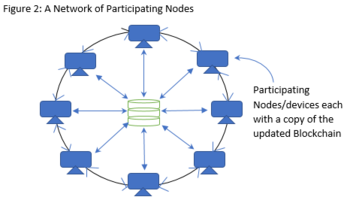 Figure 2: A Network of Participating Nodes
Participating
Nodes/devices each
with a copy of the
updated Blockchain